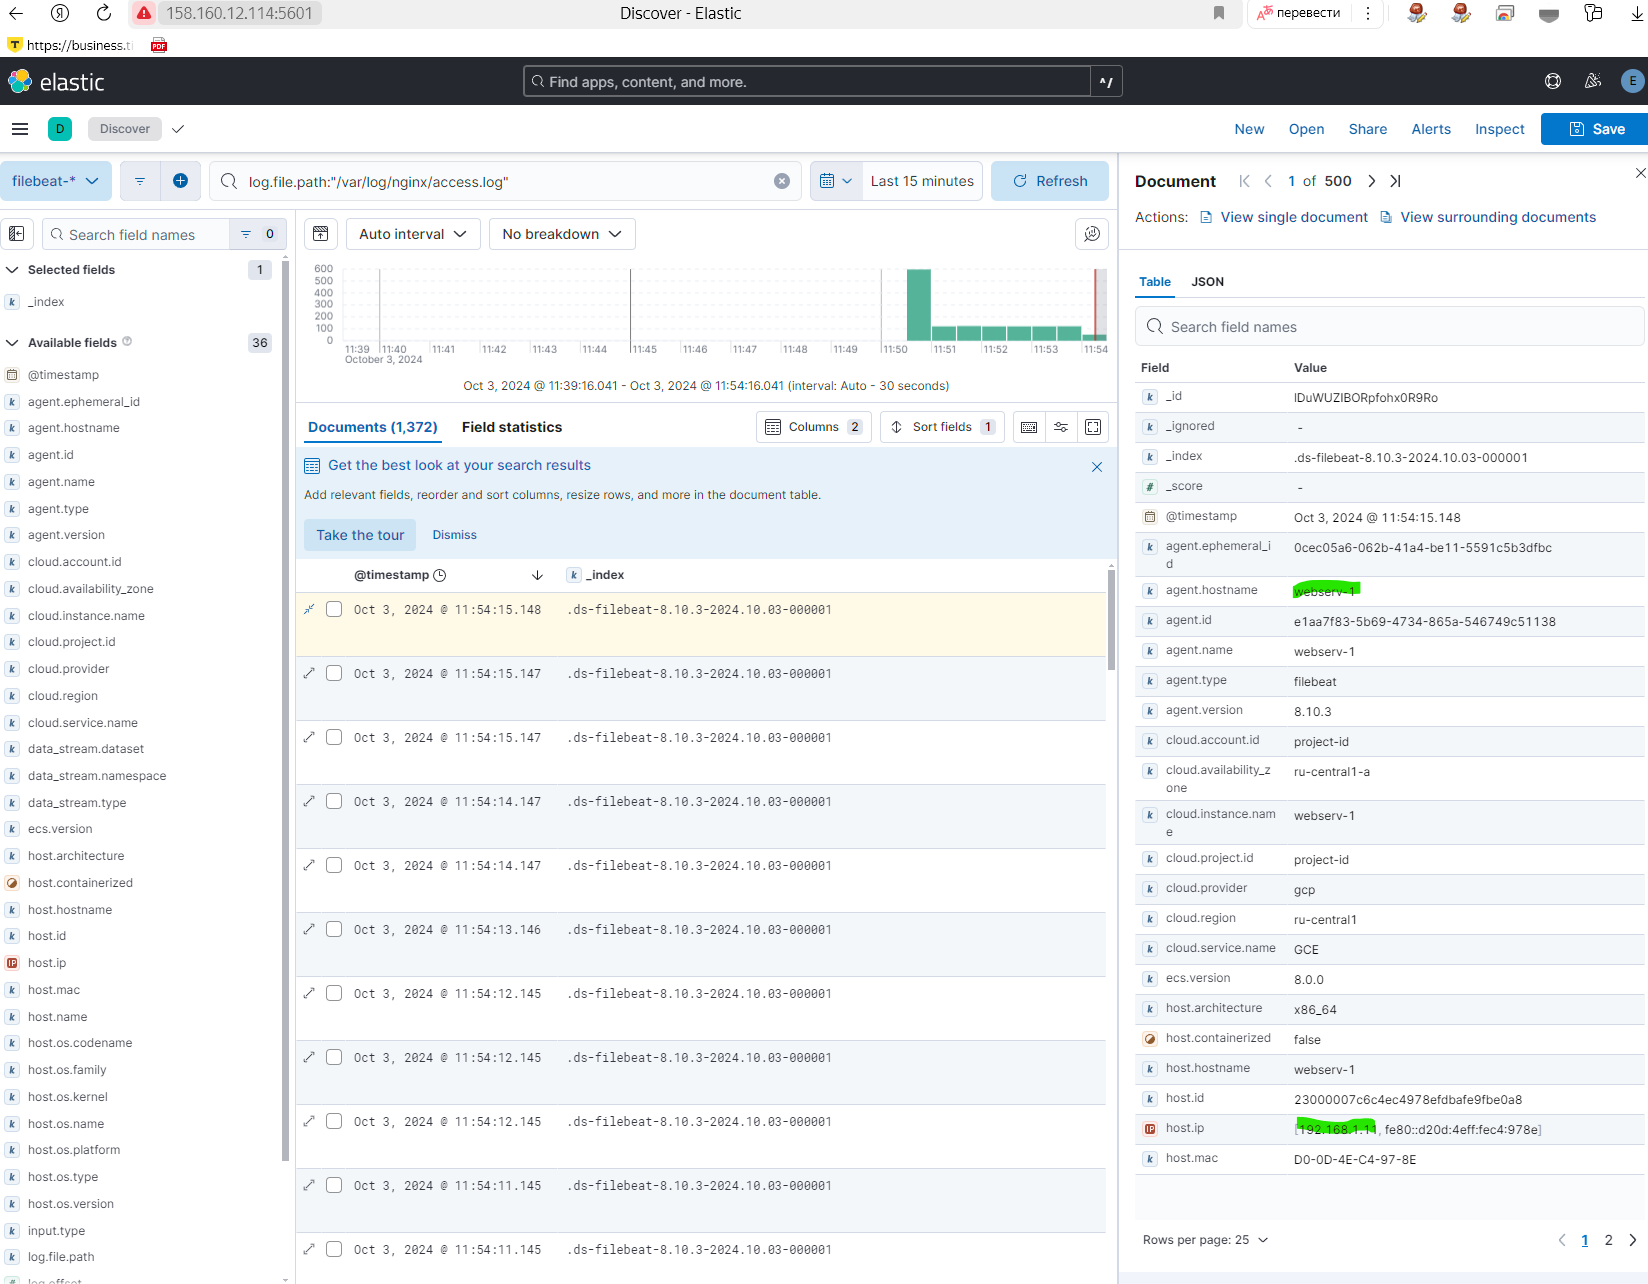 158.160.12.114:5601
Discover - Elastic
перевести
https://business.t
PDF
elastic
Find apps, content, and more.
^/
E
D
Discover
New
Open
Share
Alerts
Inspect
Save
filebeat-*
log.file.path:"/var/log/nginx/access.log"
Last 15 minutes
Refresh
Search field names
0
Selected fields
1
_index
Available fields
36
@timestamp
agent.ephemeral_id
agent.hostname
agent.id
agent.name
agent.type
agent.version
cloud.account.id
cloud.availability_zone
cloud.instance.name
cloud.project.id
cloud.provider
cloud.region
cloud.service.name
data_stream.dataset
data_stream.namespace
data_stream.type
ecs.version
host.architecture
host.containerized
host.hostname
host.id
host.ip
host.mac
host.name
host.os.codename
host.os.family
host.os.kernel
host.os.name
host.os.platform
host.os.type
host.os.version
input.type
log.file.path
log.offset
Auto interval
No breakdown
600
500
400
300
200
100
0
11:39 11:40 11:41 11:42 11:43 11:44 11:45 11:46 11:47 11:48 11:49 11:50 11:51 11:52 11:53 11:54
October 3, 2024
Oct 3, 2024 @ 11:39:16.041 - Oct 3, 2024 @ 11:54:16.041 (interval: Auto - 30 seconds)
Documents (1,372)
Field statistics
Columns 2
Sort fields 1
Get the best look at your search results
Add relevant fields, reorder and sort columns, resize rows, and more in the document table.
Take the tour
Dismiss
@timestamp
_index
Oct 3, 2024 @ 11:54:15.148 .ds-filebeat-8.10.3-2024.10.03-000001
Oct 3, 2024 @ 11:54:15.147 .ds-filebeat-8.10.3-2024.10.03-000001
Oct 3, 2024 @ 11:54:15.147 .ds-filebeat-8.10.3-2024.10.03-000001
Oct 3, 2024 @ 11:54:14.147 .ds-filebeat-8.10.3-2024.10.03-000001
Oct 3, 2024 @ 11:54:14.147 .ds-filebeat-8.10.3-2024.10.03-000001
Oct 3, 2024 @ 11:54:13.146 .ds-filebeat-8.10.3-2024.10.03-000001
Oct 3, 2024 @ 11:54:12.145 .ds-filebeat-8.10.3-2024.10.03-000001
Oct 3, 2024 @ 11:54:12.145 .ds-filebeat-8.10.3-2024.10.03-000001
Oct 3, 2024 @ 11:54:12.145 .ds-filebeat-8.10.3-2024.10.03-000001
Oct 3, 2024 @ 11:54:11.145 .ds-filebeat-8.10.3-2024.10.03-000001
Oct 3, 2024 @ 11:54:11.145 .ds-filebeat-8.10.3-2024.10.03-000001
Document
1 of 500
Actions: View single document View surrounding documents
Table
JSON
Search field names
Field Value
_id lDuWUZIBORpfohx0R9Ro
_ignored -
_index .ds-filebeat-8.10.3-2024.10.03-000001
_score -
@timestamp Oct 3, 2024 @ 11:54:15.148
agent.ephemeral_i
d
0cec05a6-062b-41a4-be11-5591c5b3dfbc
agent.hostname webserv-1
agent.id e1aa7f83-5b69-4734-865a-546749c51138
agent.name webserv-1
agent.type filebeat
agent.version 8.10.3
cloud.account.id project-id
cloud.availability_z
one
ru-central1-a
cloud.instance.nam
e
webserv-1
cloud.project.id project-id
cloud.provider gcp
cloud.region ru-central1
cloud.service.name GCE
ecs.version 8.0.0
host.architecture x86_64
host.containerized false
host.hostname webserv-1
host.id 23000007c6c4ec4978efdbafe9fbe0a8
host.ip [192.168.1.11, fe80::d20d:4eff:fec4:978e]
host.mac D0-0D-4E-C4-97-8E
Rows per page: 25
1 2